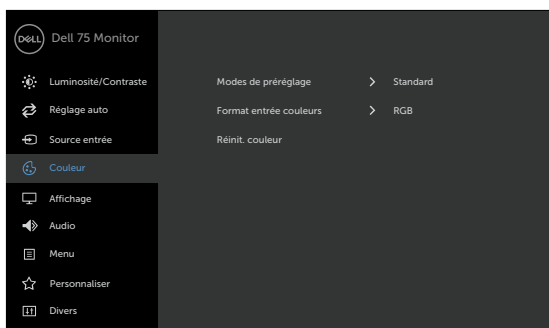 DELL Dell 75 Monitor
Luminosité/Contraste
Modes de préréglage Standard
Réglage auto
Format entrée couleurs RGB
Source entrée
Réinit. couleur
Couleur
Affichage
Audio
Menu
Personnaliser
Divers